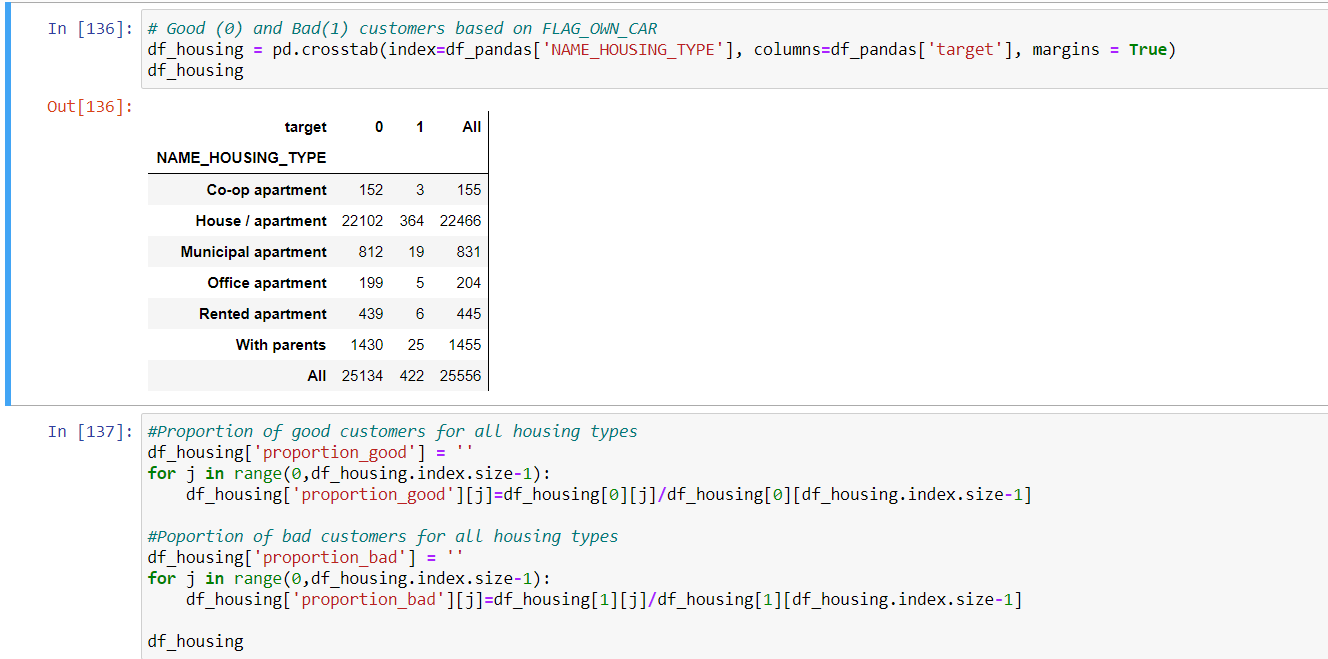 In [136]: # Good (0) and Bad(1) customers based on FLAG_OWN_CAR
df_housing = pd.crosstab(index=df_pandas['NAME_HOUSING_TYPE'], columns=df_pandas['target'], margins = True)
df_housing
Out[136]:
target 0 1 All
NAME_HOUSING_TYPE
Co-op apartment 152 3 155
House / apartment 22102 364 22466
Municipal apartment 812 19 831
Office apartment 199 5 204
Rented apartment 439 6 445
With parents 1430 25 1455
All 25134 422 25556
In [137]: #Proportion of good customers for all housing types
df_housing['proportion_good'] = ''
for j in range(0,df_housing.index.size-1):
    df_housing['proportion_good'][j]=df_housing[0][j]/df_housing[0][df_housing.index.size-1]
#Poportion of bad customers for all housing types
df_housing['proportion_bad'] = ''
for j in range(0,df_housing.index.size-1):
    df_housing['proportion_bad'][j]=df_housing[1][j]/df_housing[1][df_housing.index.size-1]
df_housing